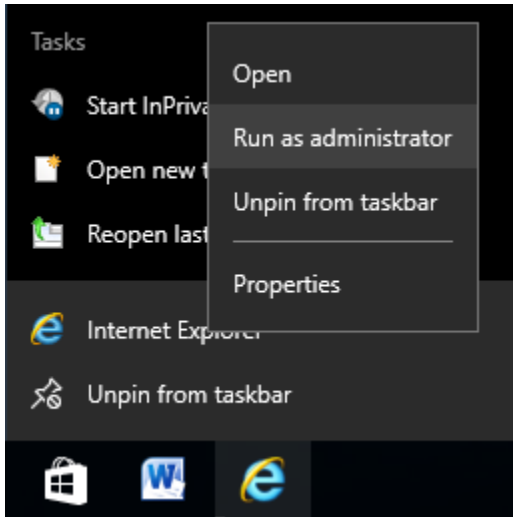 Tasks
Start InPriva
Open new t
Reopen last
Internet Explorer
Unpin from taskbar
Open
Run as administrator
Unpin from taskbar
Properties
W